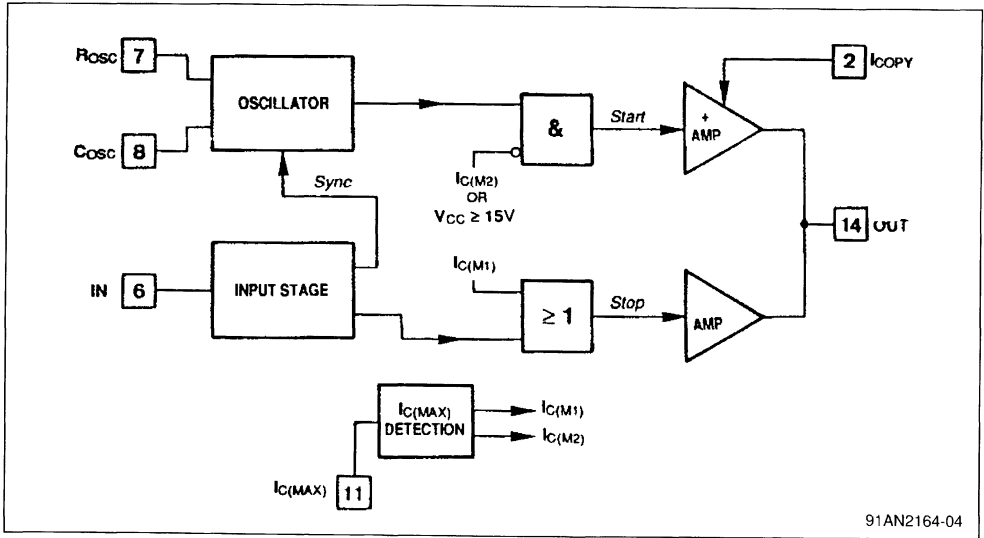 ROSC 7
COSC 8
OSCILLATOR
Sync
&
IC(M2)
OR
VCC ≥ 15V
Start
+
AMP
2 ICOPY
14 OUT
IN 6
INPUT STAGE
IC(M1)
≥ 1
Stop
AMP
IC(MAX)
DETECTION
IC(M1)
IC(M2)
IC(MAX) 11
91AN2164-04